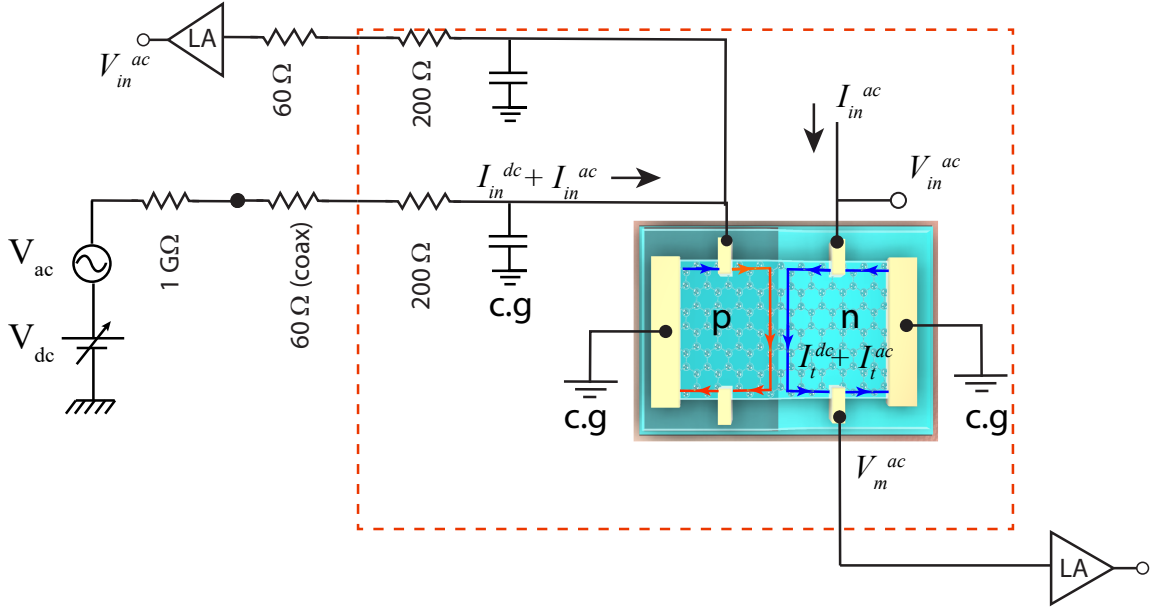 LA
V_in^ac
60 Ω
200 Ω
I_in^ac
V_in^ac
I_in^dc + I_in^ac
V_ac
1 GΩ
60 Ω (coax)
200 Ω
c.g
V_dc
p
n
I_t^dc + I_t^ac
c.g
c.g
V_m^ac
LA